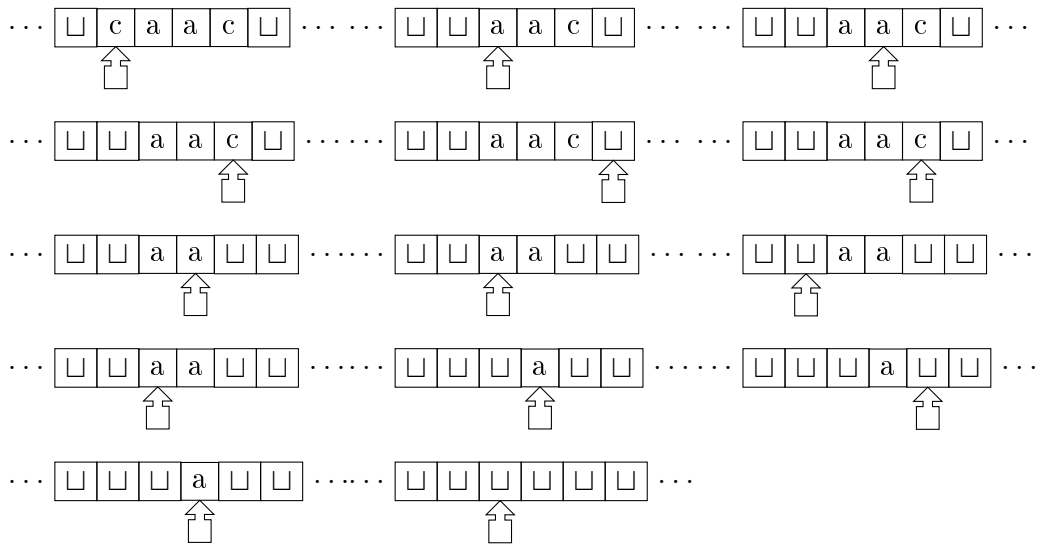 ··· ⊔ c a a c ⊔ ··· ··· ⊔ ⊔ a a c ⊔ ··· ··· ⊔ ⊔ a a c ⊔ ···
··· ⊔ ⊔ a a c ⊔ ··· ··· ⊔ ⊔ a a c ⊔ ··· ··· ⊔ ⊔ a a c ⊔ ···
··· ⊔ ⊔ a a ⊔ ⊔ ··· ··· ⊔ ⊔ a a ⊔ ⊔ ··· ··· ⊔ ⊔ a a ⊔ ⊔ ···
··· ⊔ ⊔ a a ⊔ ⊔ ··· ··· ⊔ ⊔ ⊔ a ⊔ ⊔ ··· ··· ⊔ ⊔ ⊔ a ⊔ ⊔ ···
··· ⊔ ⊔ ⊔ a ⊔ ⊔ ··· ··· ⊔ ⊔ ⊔ ⊔ ⊔ ⊔ ···